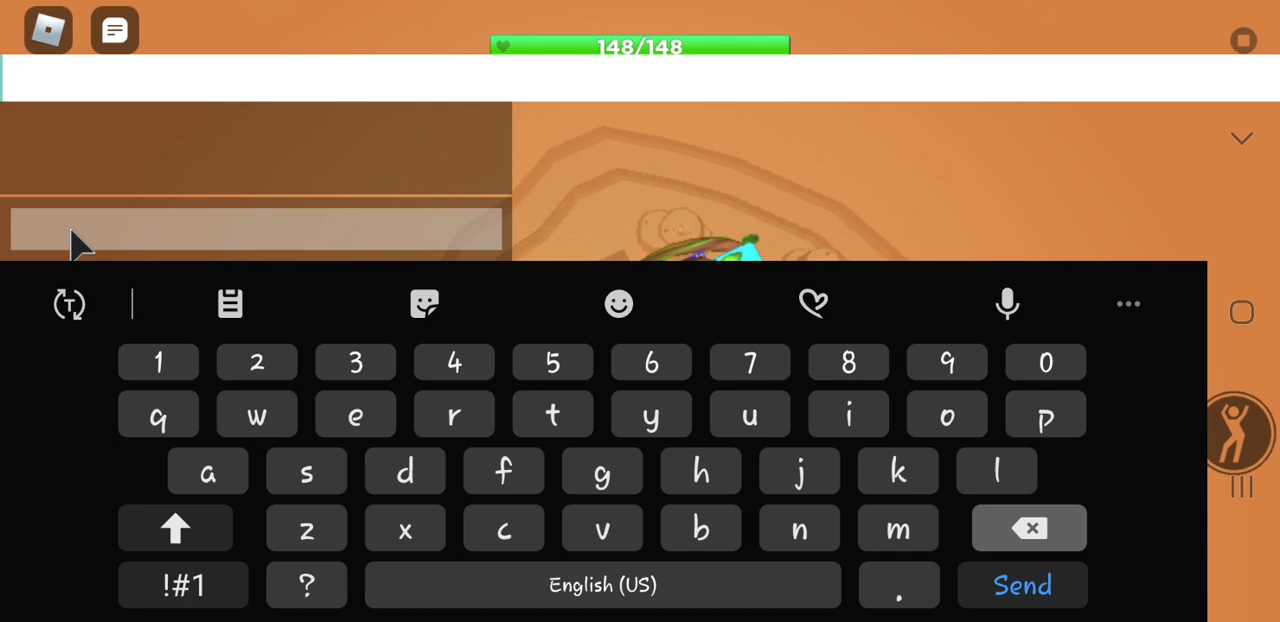 148/148
1 2 3 4 5 6 7 8 9 0
q w e r t y u i o p
a s d f g h j k l
z x c v b n m
!#1 ? English (US) . Send